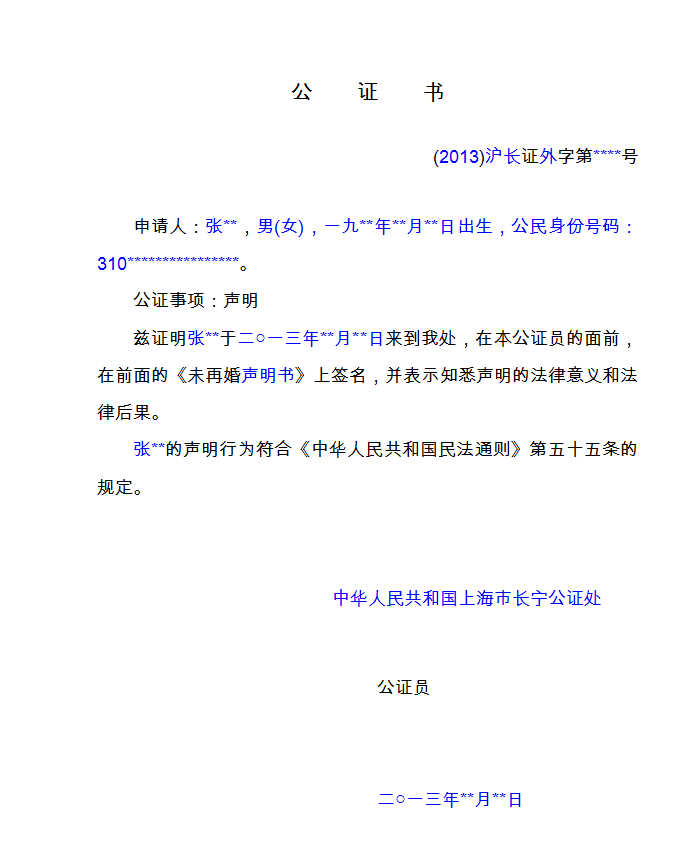 公 证 书
(2013)沪长证外字第****号
申请人：张**，男(女)，一九**年**月**日出生，公民身份号码：
310****************。
公证事项：声明
兹证明张**于二○一三年**月**日来到我处，在本公证员的面前，
在前面的《未再婚声明书》上签名，并表示知悉声明的法律意义和法
律后果。
张**的声明行为符合《中华人民共和国民法通则》第五十五条的
规定。
中华人民共和国上海市长宁公证处
公证员
二○一三年**月**日